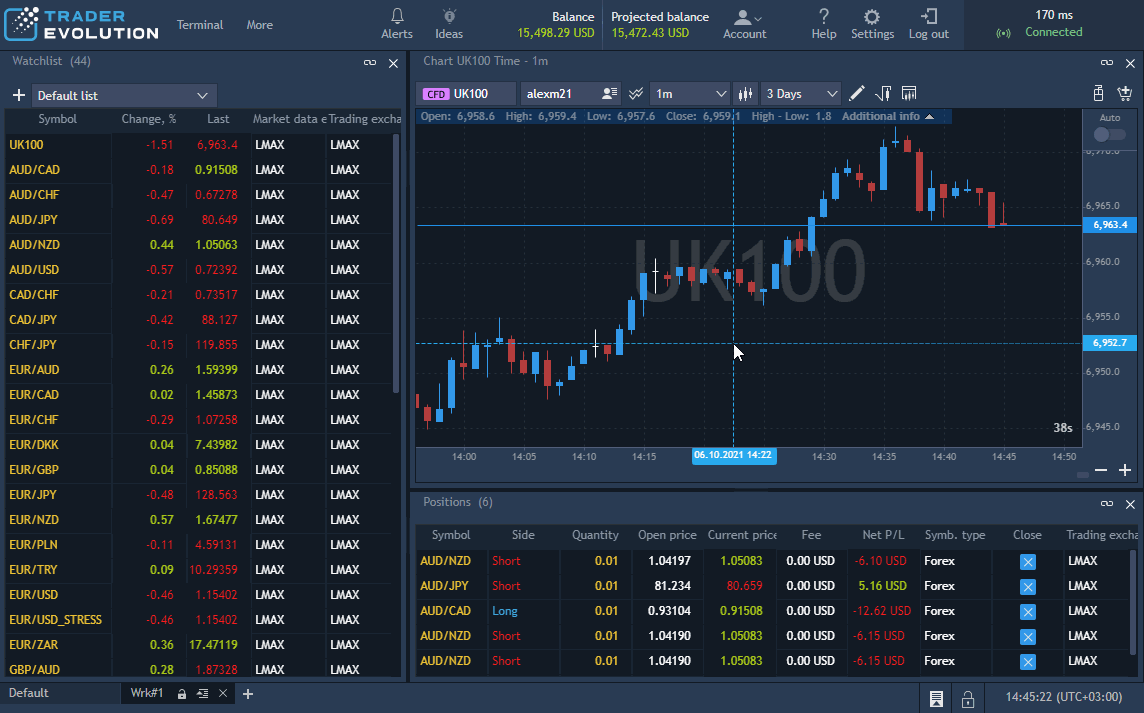 TRADER
EVOLUTION
Terminal More
Alerts Ideas
Balance
15,498.29 USD
Projected balance
15,472.43 USD
Account
Help Settings Log out
170 ms
Connected
Watchlist (44)
Default list
Symbol Change, % Last Market data e Trading excha
UK100 -1.51 6,963.4 LMAX LMAX
AUD/CAD -0.18 0.91508 LMAX LMAX
AUD/CHF -0.47 0.67278 LMAX LMAX
AUD/JPY -0.69 80.649 LMAX LMAX
AUD/NZD 0.44 1.05063 LMAX LMAX
AUD/USD -0.57 0.72392 LMAX LMAX
CAD/CHF -0.21 0.73517 LMAX LMAX
CAD/JPY -0.42 88.127 LMAX LMAX
CHF/JPY -0.15 119.855 LMAX LMAX
EUR/AUD 0.26 1.59399 LMAX LMAX
EUR/CAD 0.02 1.45873 LMAX LMAX
EUR/CHF -0.29 1.07258 LMAX LMAX
EUR/DKK 0.04 7.43982 LMAX LMAX
EUR/GBP 0.04 0.85088 LMAX LMAX
EUR/JPY -0.48 128.563 LMAX LMAX
EUR/NZD 0.57 1.67477 LMAX LMAX
EUR/PLN -0.11 4.59131 LMAX LMAX
EUR/TRY 0.09 10.29359 LMAX LMAX
EUR/USD -0.46 1.15402 LMAX LMAX
EUR/USD_STRESS -0.46 1.15402 LMAX LMAX
EUR/ZAR 0.36 17.47119 LMAX LMAX
GBP/AUD 0.28 1.87328 LMAX LMAX
Chart UK100 Time - 1m
CFD UK100 alexm21 1m 3 Days
Open: 6,958.6 High: 6,959.4 Low: 6,957.6 Close: 6,959.1 High - Low: 1.8 Additional info
Auto
UK100
6,970.0
6,965.0
6,963.4
6,960.0
6,955.0
6,952.7
6,950.0
6,945.0
38s
14:00 14:05 14:10 14:15 06.10.2021 14:22 14:30 14:35 14:40 14:45 14:50
Positions (6)
Symbol Side Quantity Open price Current price Fee Net P/L Symb. type Close Trading excha
AUD/NZD Short 0.01 1.04197 1.05083 0.00 USD -6.10 USD Forex LMAX
AUD/JPY Short 0.01 81.234 80.659 0.00 USD 5.16 USD Forex LMAX
AUD/CAD Long 0.01 0.93104 0.91508 0.00 USD -12.62 USD Forex LMAX
AUD/NZD Short 0.01 1.04190 1.05083 0.00 USD -6.15 USD Forex LMAX
AUD/NZD Short 0.01 1.04190 1.05083 0.00 USD -6.15 USD Forex LMAX
Default Wrk#1
14:45:22 (UTC+03:00)